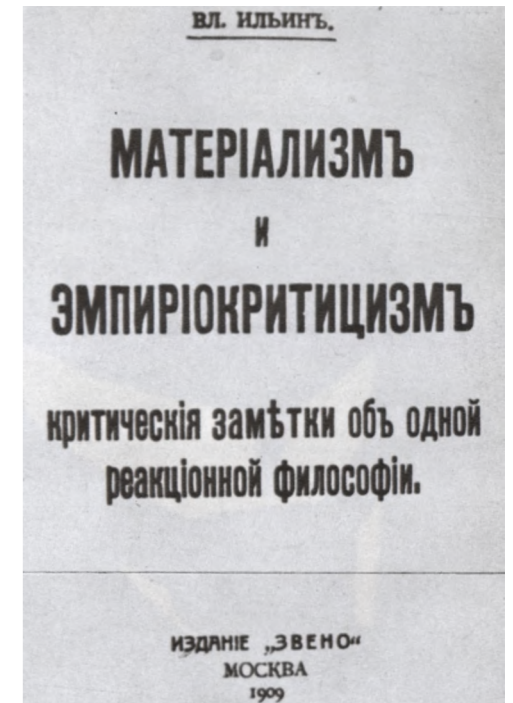 ВЛ. ИЛЬИНЪ.
МАТЕРІАЛИЗМЪ
и
ЭМПИРІОКРИТИЦИЗМЪ
критическія замѣтки объ одной
реакціонной философіи.
ИЗДАНІЕ „ЗВЕНО“
МОСКВА
1909